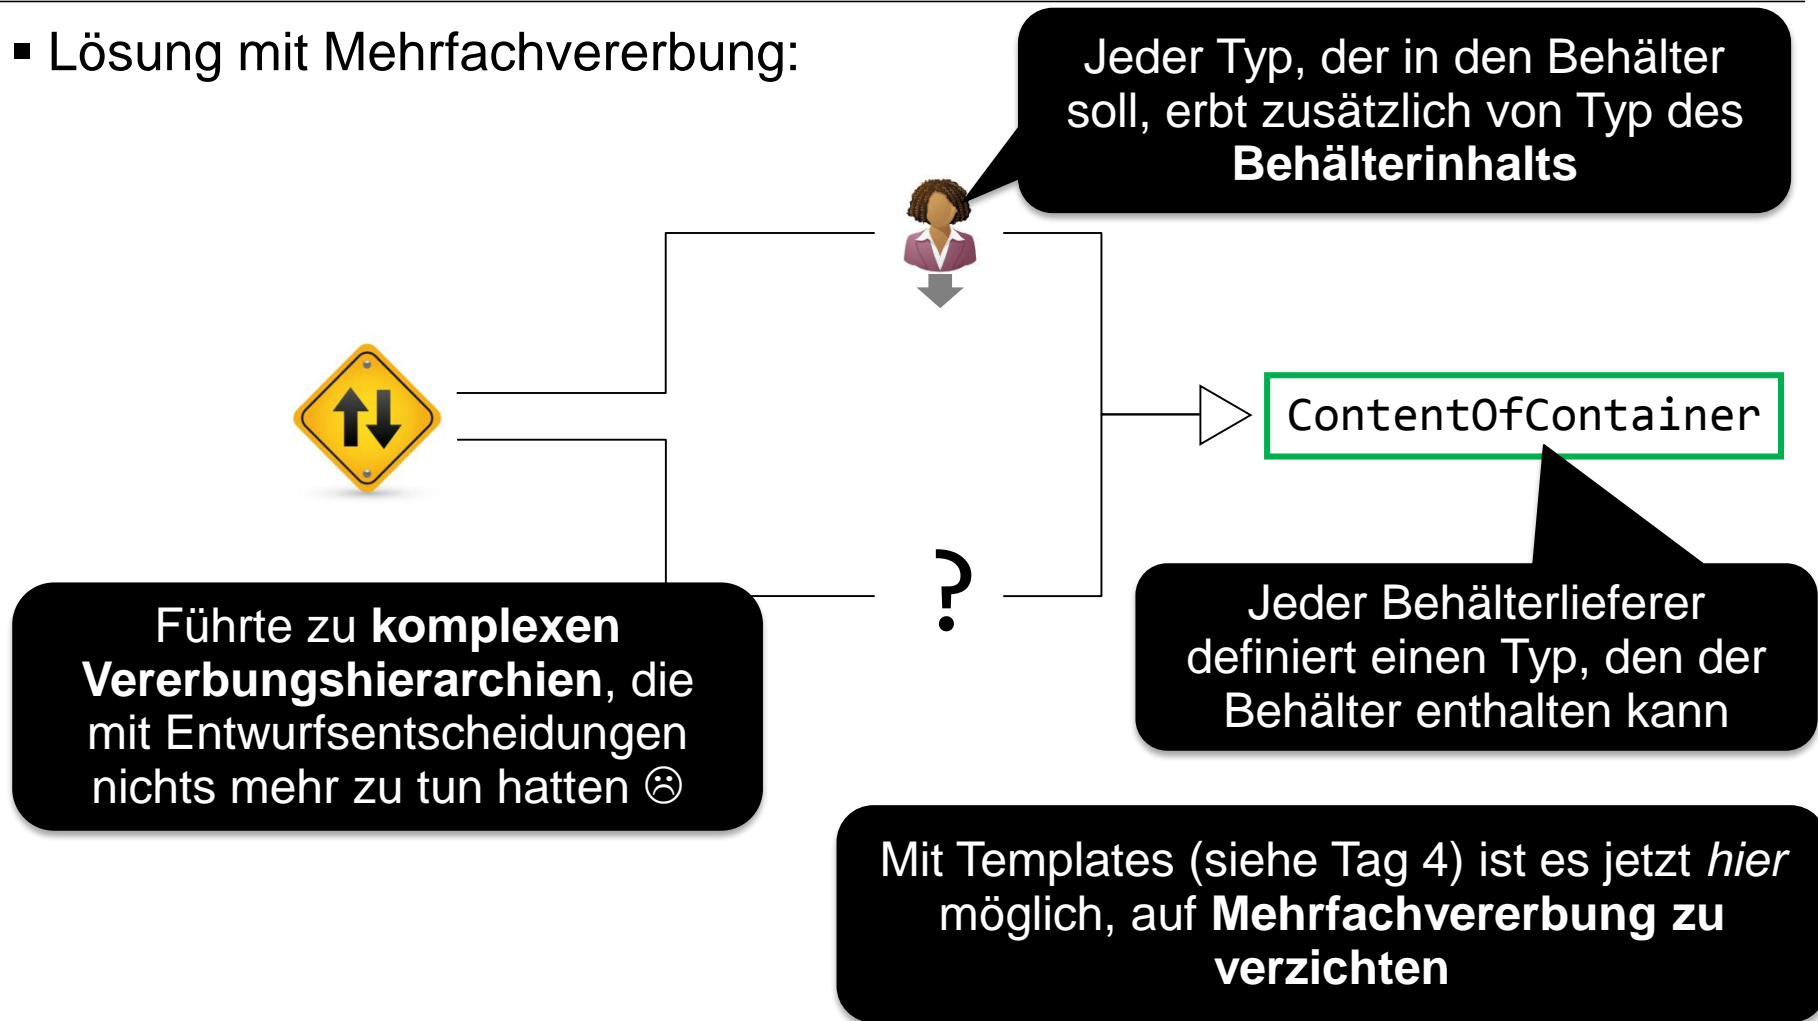 ▪ Lösung mit Mehrfachvererbung:
Jeder Typ, der in den Behälter
soll, erbt zusätzlich von Typ des
Behälterinhalts
ContentOfContainer
?
Führte zu komplexen
Vererbungshierarchien, die
mit Entwurfsentscheidungen
nichts mehr zu tun hatten ☹
Jeder Behälterlieferer
definiert einen Typ, den der
Behälter enthalten kann
Mit Templates (siehe Tag 4) ist es jetzt hier
möglich, auf Mehrfachvererbung zu
verzichten